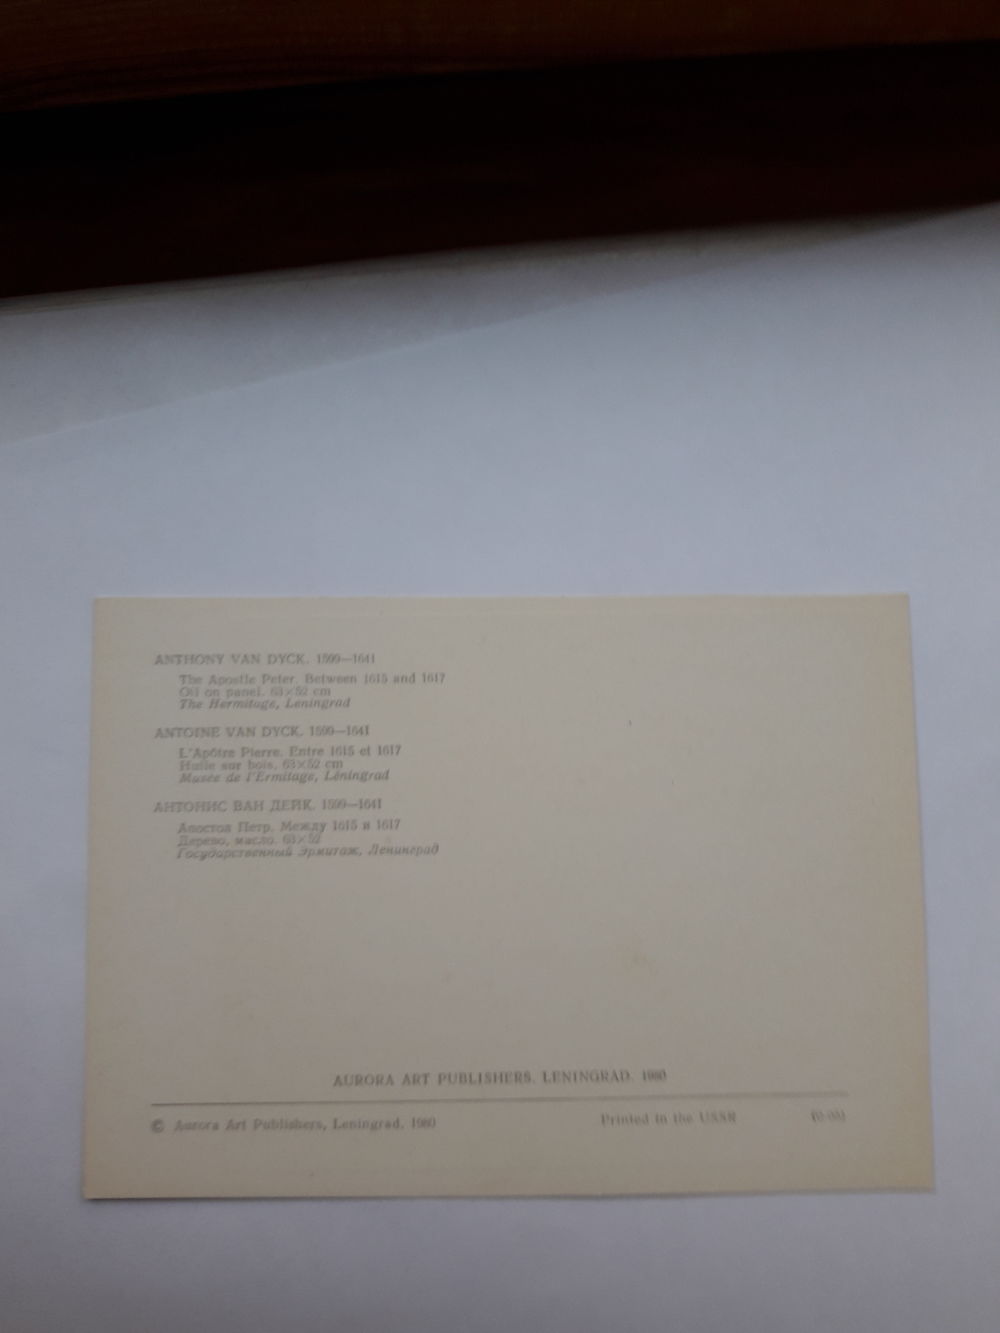 ANTHONY VAN DYCK. 1599—1641
The Apostle Peter. Between 1615 and 1617
Oil on panel. 63×52 cm
The Hermitage, Leningrad
ANTOINE VAN DYCK. 1599—1641
L'Apôtre Pierre. Entre 1615 et 1617
Huile sur bois. 63×52 cm
Musée de l'Ermitage, Léningrad
АНТОНИС ВАН ДЕЙК. 1599—1641
Апостол Петр. Между 1615 и 1617
Дерево, масло. 63×52
Государственный Эрмитаж, Ленинград
AURORA ART PUBLISHERS. LENINGRAD. 1980
© Aurora Art Publishers, Leningrad, 1980
Printed in the USSR